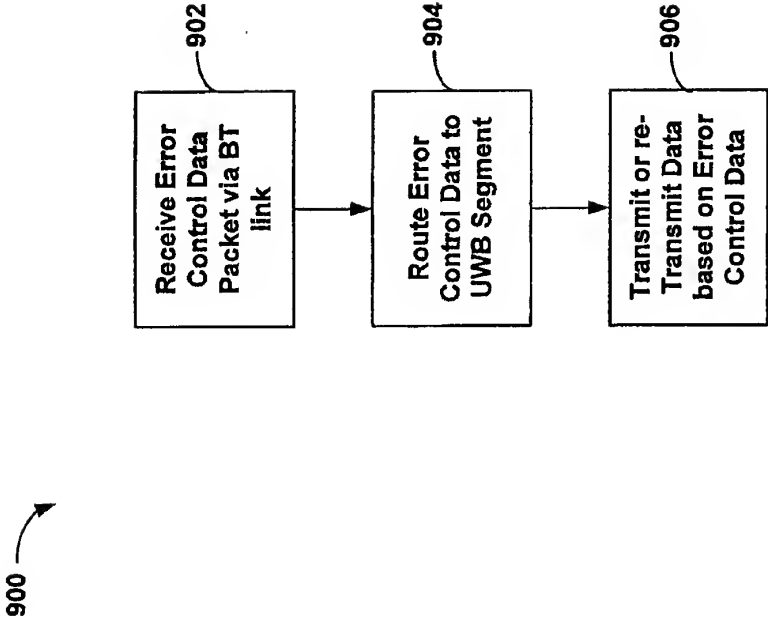 900
902
Receive Error
Control Data
Packet via BT
link
904
Route Error
Control Data to
UWB Segment
906
Transmit or re-
Transmit Data
based on Error
Control Data